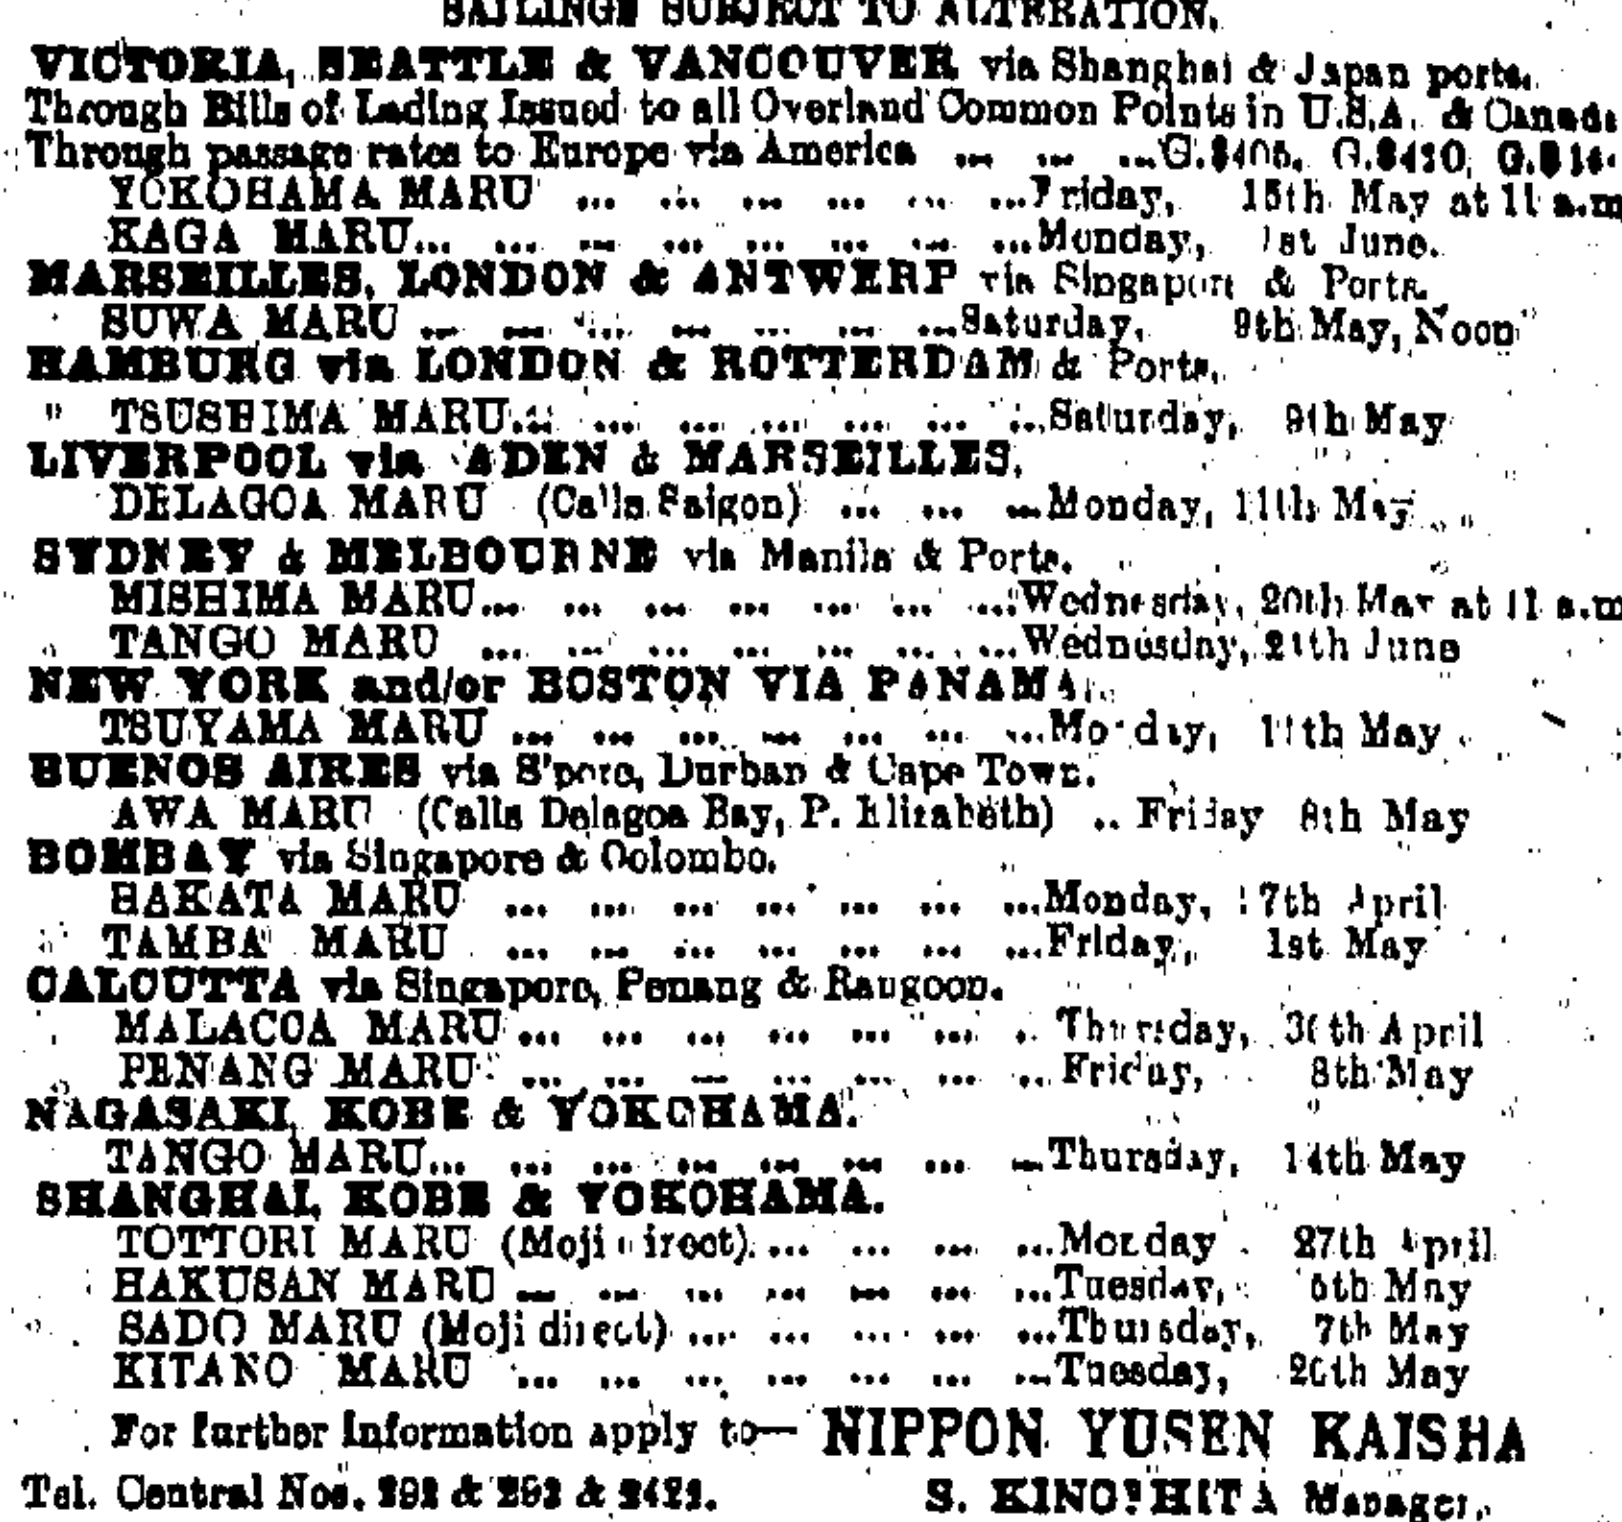 SAILINGS SUBJECT TO ALTERATION.
VICTORIA, SEATTLE & VANCOUVER via Shanghai & Japan ports.
Through Bills of Lading Issued to all Overland Common Points in U.S.A. & Canada
Through passage rates to Europe via America ... ... ...G.$405. G.$420,
YOKOHAMA MARU ... ... ... ... ... ...Friday, 15th May at 11 a.m
KAGA MARU... ... ... ... ... ... ... ...Monday, 1st June.
MARSEILLES, LONDON & ANTWERP via Singapore & Ports.
SUWA MARU ... ... ... ... ... ... ...Saturday, 9th May, Noon
HAMBURG via LONDON & ROTTERDAM & Ports.
TSUSHIMA MARU... ... ... ... ... ... ...Saturday, 9th May
LIVERPOOL via ADEN & MARSEILLES.
DELAGOA MARU (Calls Saigon) ... ... ...Monday, 11th May
SYDNEY & MELBOURNE via Manila & Ports.
MISHIMA MARU... ... ... ... ... ... ...Wednesday, 20th May at 11 a.m
TANGO MARU ... ... ... ... ... ... ...Wednesday, 24th June
NEW YORK and/or BOSTON VIA PANAMA.
TSUYAMA MARU ... ... ... ... ... ... ...Monday, 11th May
BUENOS AIRES via S'pore, Durban & Cape Town.
AWA MARU (Calls Delagoa Bay, P. Elizabeth) .. Friday 8th May
BOMBAY via Singapore & Colombo.
HAKATA MARU ... ... ... ... ... ... ...Monday, 27th April
TAMBA MARU ... ... ... ... ... ... ...Friday, 1st May
CALCUTTA via Singapore, Penang & Rangoon.
MALACCA MARU ... ... ... ... ... ... . Thursday, 30th April
PENANG MARU ... ... ... ... ... ... .. Friday, 8th May
NAGASAKI, KOBE & YOKOHAMA.
TANGO MARU... ... ... ... ... ... ... ...Thursday, 14th May
SHANGHAI, KOBE & YOKOHAMA.
TOTTORI MARU (Moji direct). ... ... ... ...Monday 27th April
HAKUSAN MARU ... ... ... ... ... ... ...Tuesday, 5th May
SADO MARU (Moji direct) ... ... ... ... ...Thursday, 7th May
KITANO MARU ... ... ... ... ... ... ...Tuesday, 26th May
For further information apply to— NIPPON YUSEN KAISHA
Tel. Central Nos. 292 & 293 & 2422. S. KINOSHITA Manager.